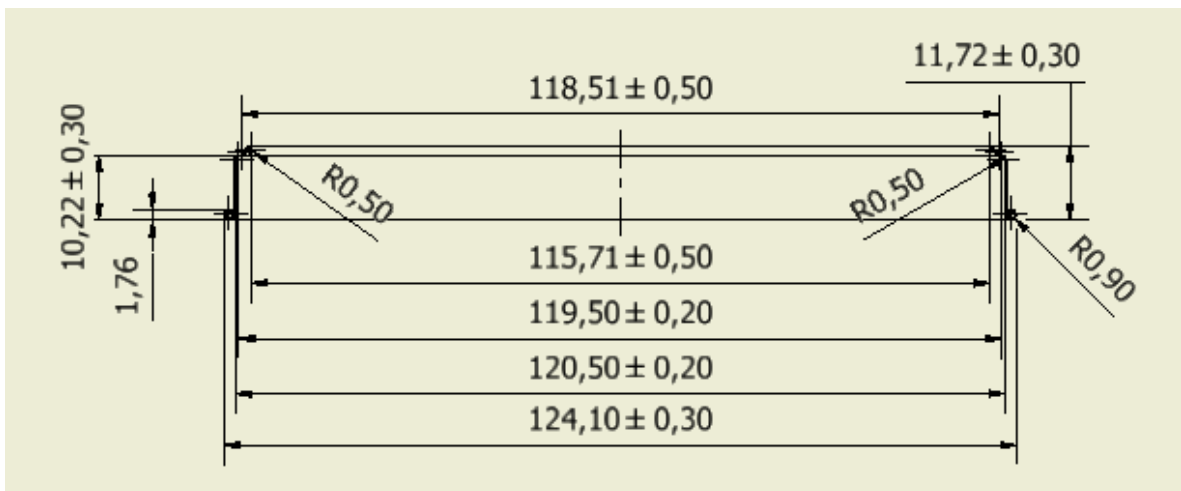 11,72 ± 0,30
118,51 ± 0,50
10,22 ± 0,30
R0,50
R0,50
1,76
115,71 ± 0,50
R0,90
119,50 ± 0,20
120,50 ± 0,20
124,10 ± 0,30